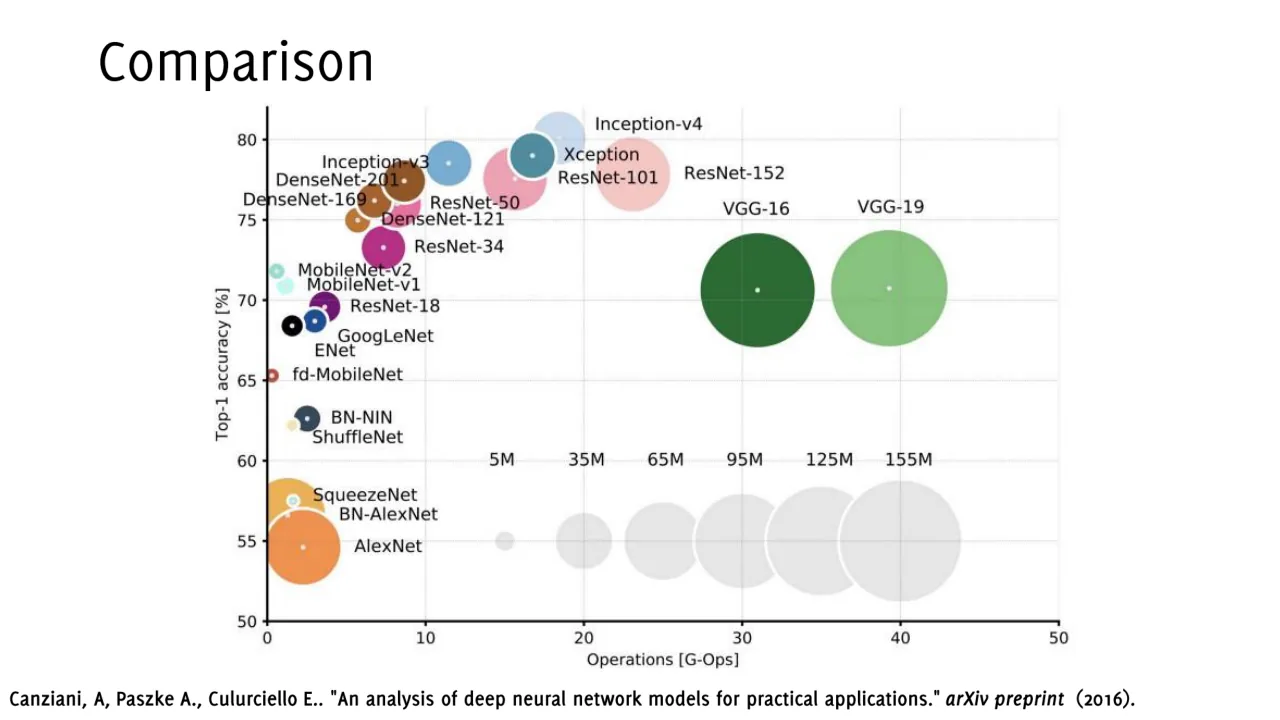 Comparison
80
75
70
65
60
55
50
Top-1 accuracy [%]
Inception-v4
Xception
Inception-v3
ResNet-152
ResNet-101
DenseNet-201
DenseNet-169
ResNet-50
VGG-16
VGG-19
DenseNet-121
ResNet-34
MobileNet-v2
MobileNet-v1
ResNet-18
GoogLeNet
ENet
fd-MobileNet
BN-NIN
ShuffleNet
5M 35M 65M 95M 125M 155M
SqueezeNet
BN-AlexNet
AlexNet
0 10 20 30 40 50
Operations [G-Ops]
Canziani, A, Paszke A., Culurciello E.. "An analysis of deep neural network models for practical applications." arXiv preprint (2016).